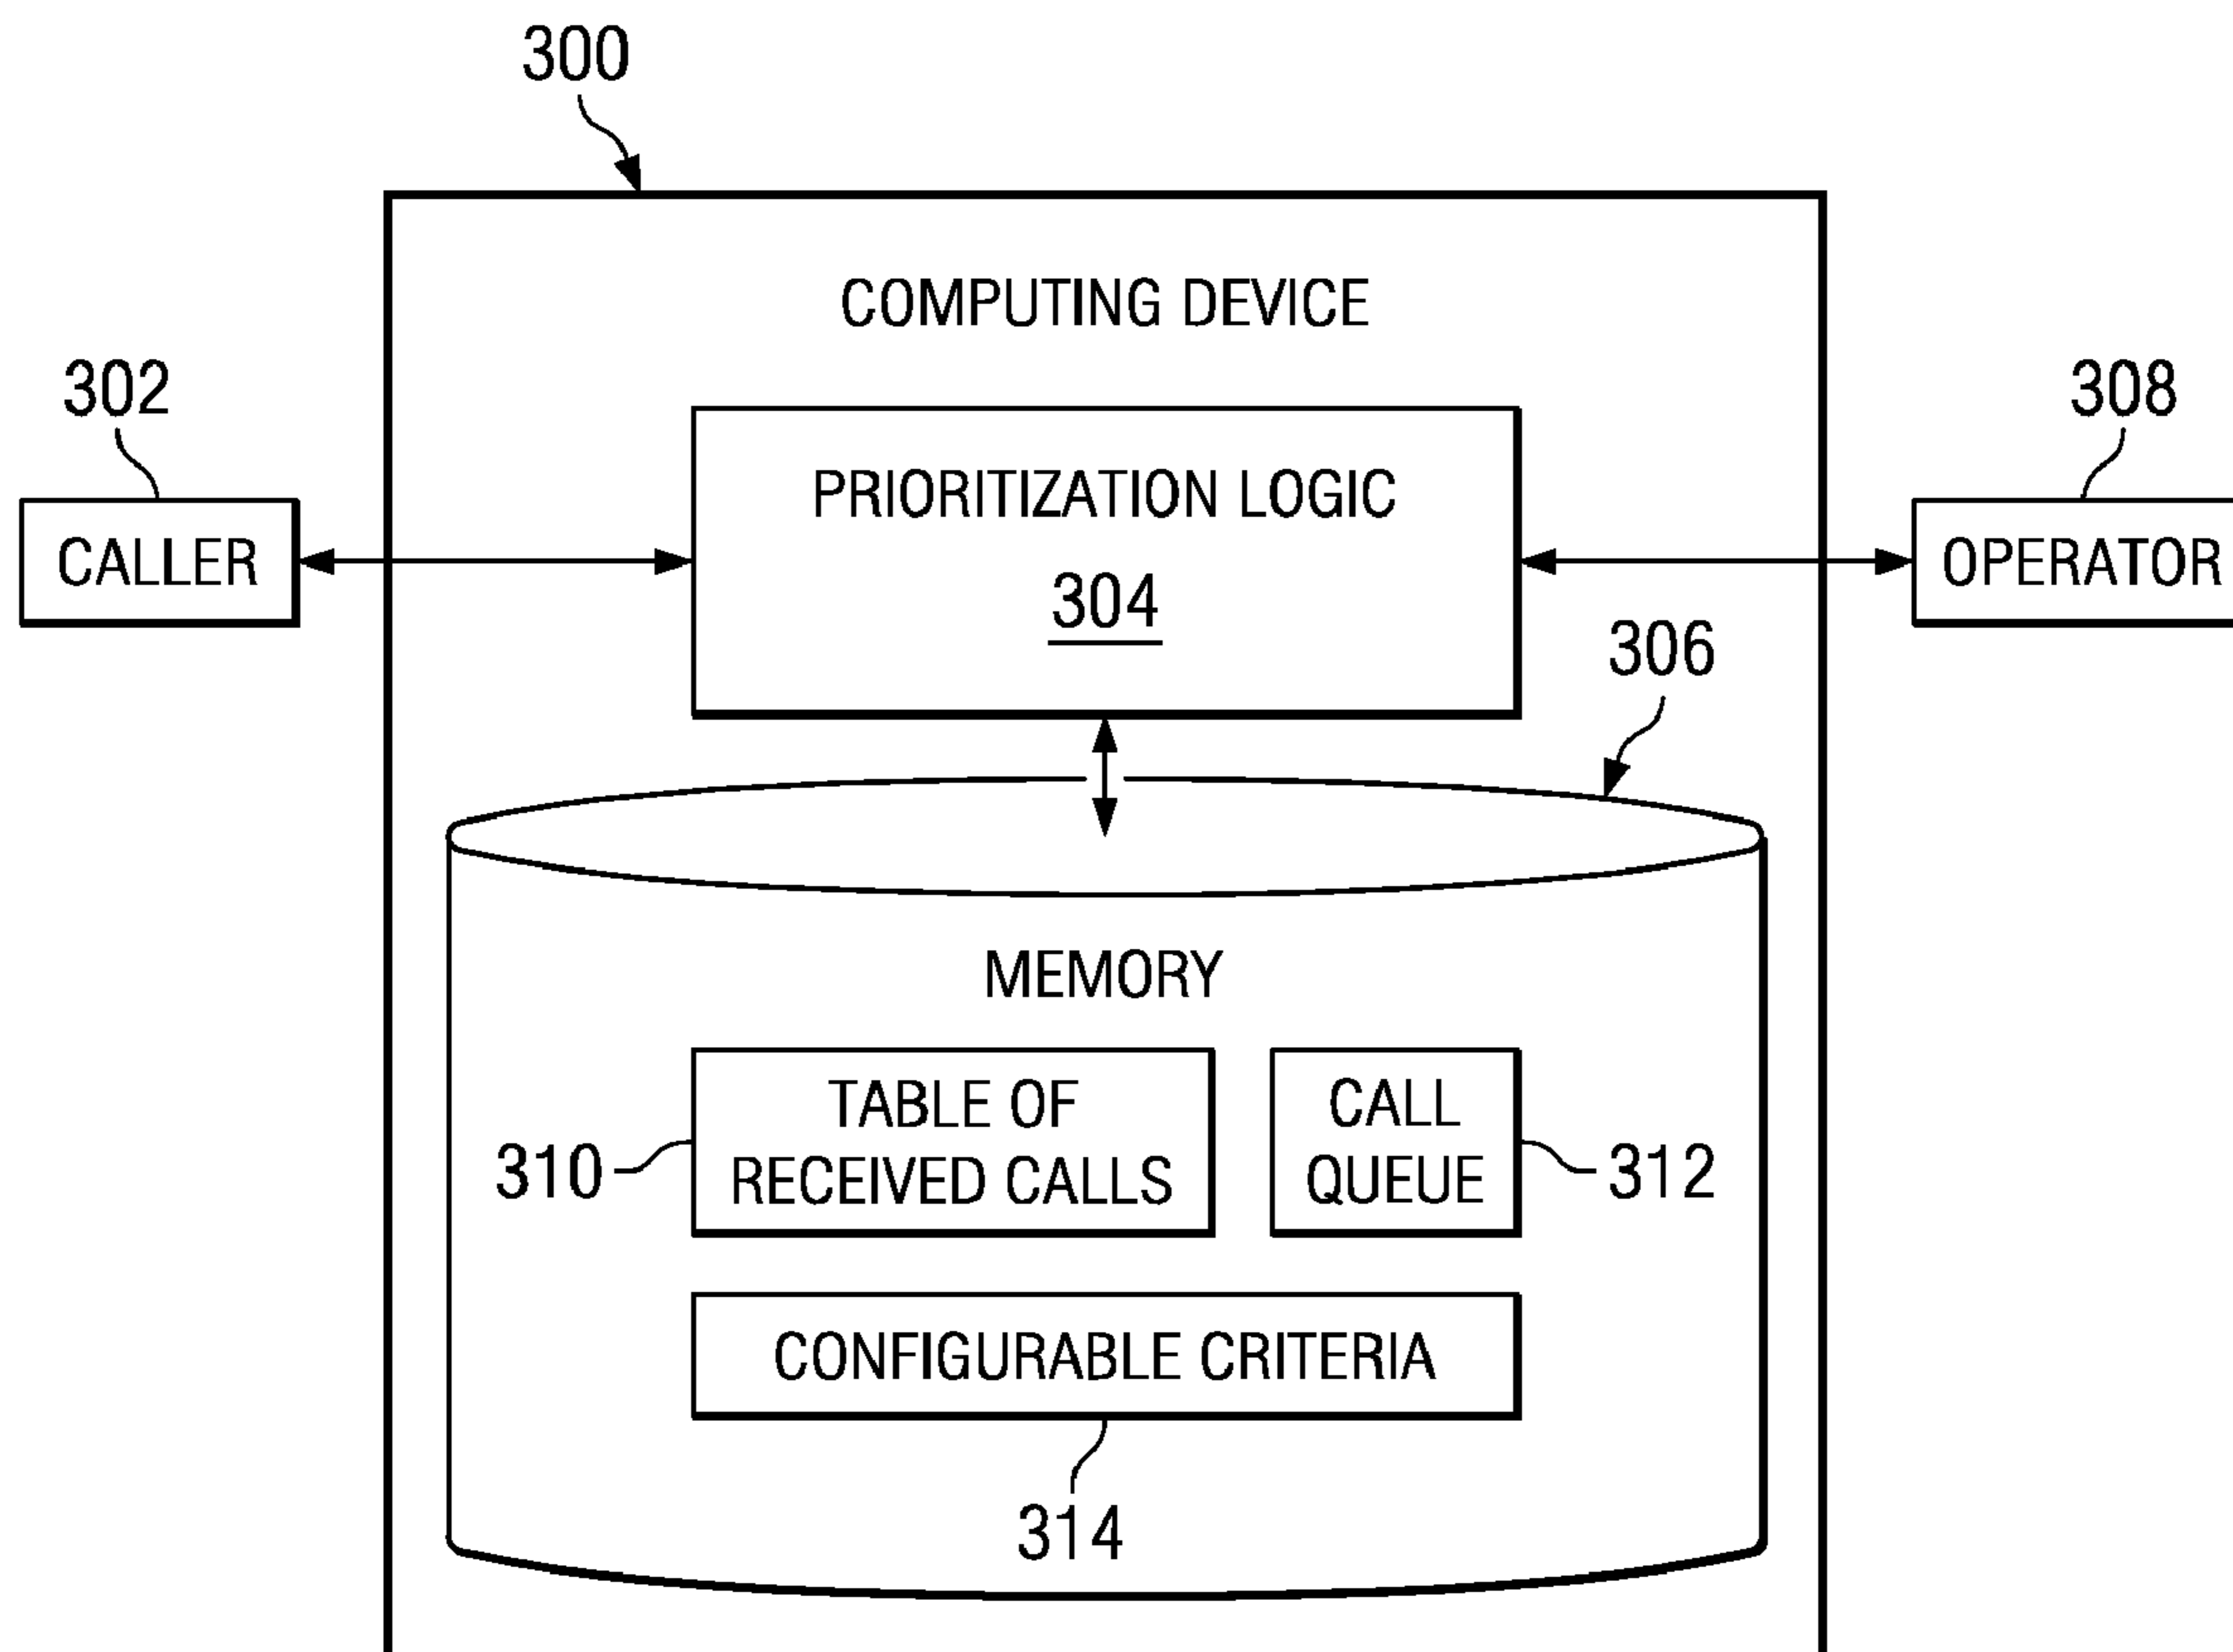 300
COMPUTING DEVICE
302
308
PRIORITIZATION LOGIC
CALLER
OPERATOR
304
306
MEMORY
TABLE OF
RECEIVED CALLS
310
CALL
QUEUE
312
CONFIGURABLE CRITERIA
314